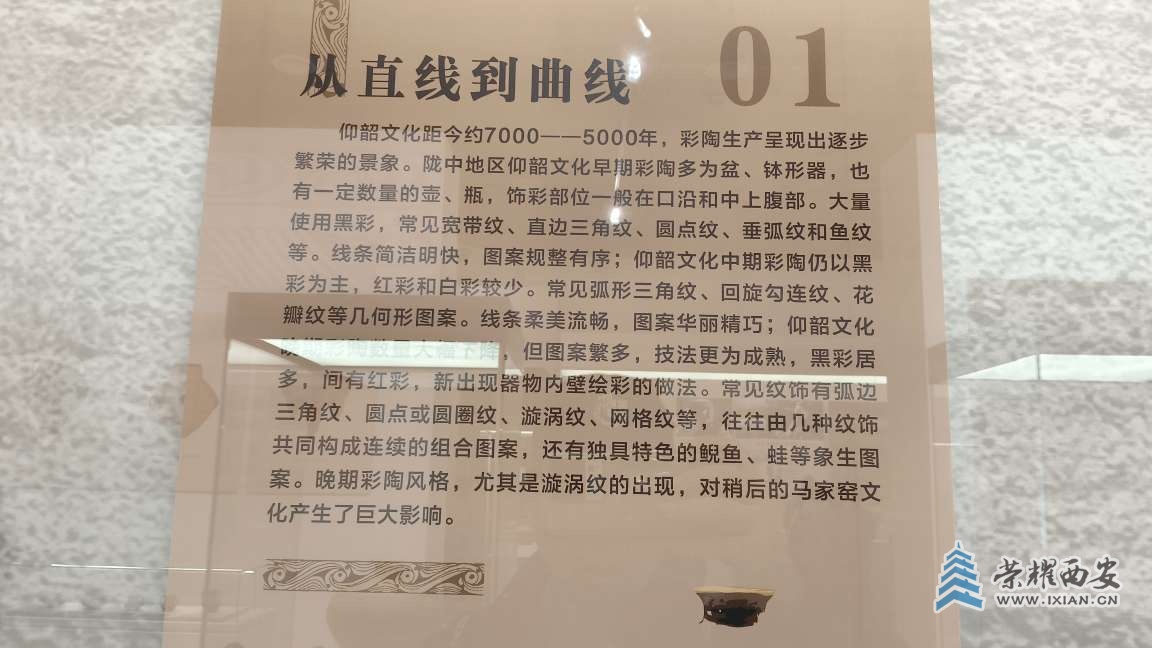 01
从直线到曲线
仰韶文化距今约7000——5000年，彩陶生产呈现出逐步
繁荣的景象。陇中地区仰韶文化早期彩陶多为盆、钵形器，也
有一定数量的壶、瓶，饰彩部位一般在口沿和中上腹部。大量
使用黑彩，常见宽带纹、直边三角纹、圆点纹、垂弧纹和鱼纹
等。线条简洁明快，图案规整有序；仰韶文化中期彩陶仍以黑
彩为主，红彩和白彩较少。常见弧形三角纹、回旋勾连纹、花
瓣纹等几何形图案。线条柔美流畅，图案华丽精巧；仰韶文化
晚期彩陶数量大幅下降，但图案繁多，技法更为成熟，黑彩居
多，间有红彩，新出现器物内壁绘彩的做法。常见纹饰有弧边
三角纹、圆点或圆圈纹、漩涡纹、网格纹等，往往由几种纹饰
共同构成连续的组合图案，还有独具特色的鲵鱼、蛙等象生图
案。晚期彩陶风格，尤其是漩涡纹的出现，对稍后的马家窑文
化产生了巨大影响。
荣耀西安
WWW.IXIAN.CN